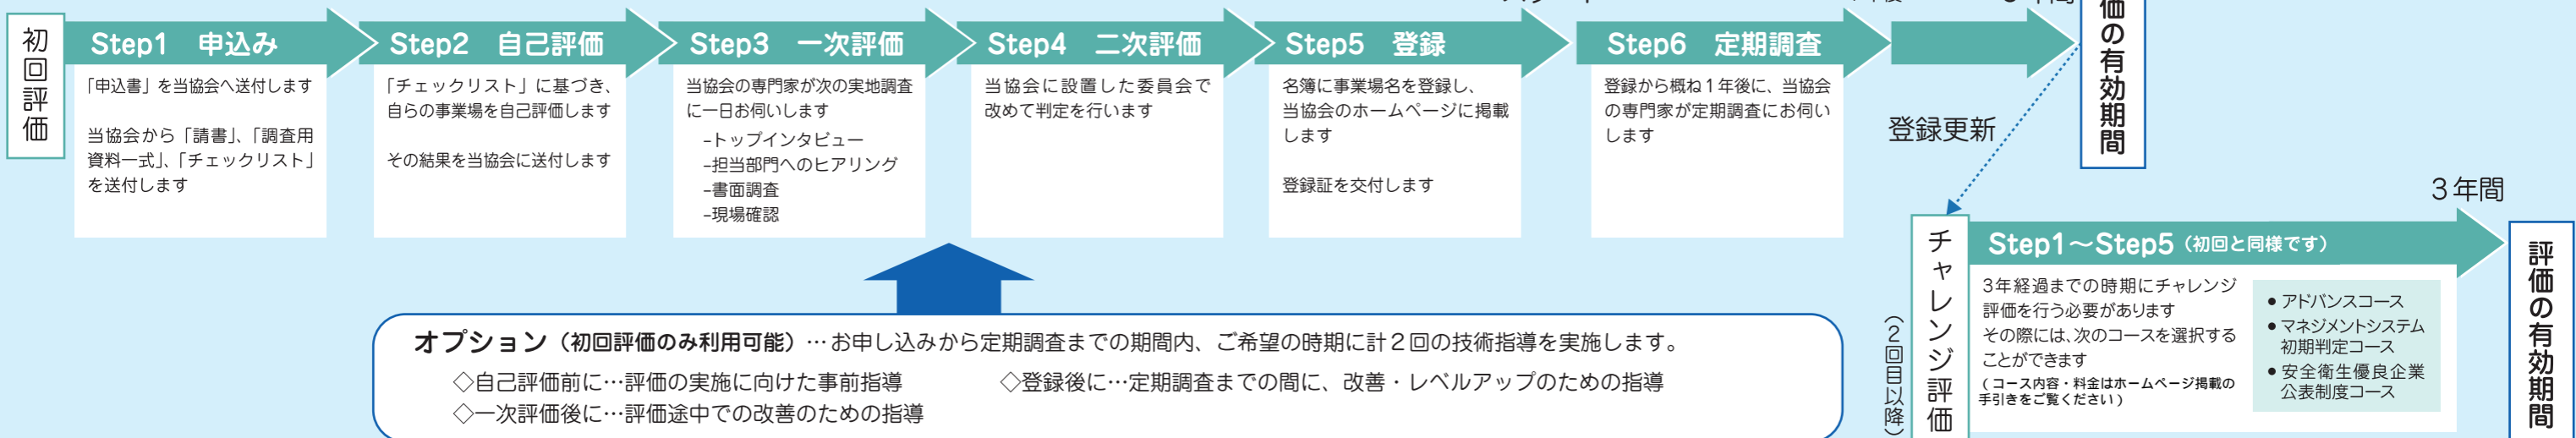 初回評価
Step1 申込み
「申込書」を当協会へ送付します
当協会から「請書」、「調査用
資料一式」、「チェックリスト」
を送付します
Step2 自己評価
「チェックリスト」に基づき、
自らの事業場を自己評価します
その結果を当協会に送付します
Step3 一次評価
当協会の専門家が次の実地調査
に一日お伺いします
–トップインタビュー
–担当部門へのヒアリング
–書面調査
–現場確認
Step4 二次評価
当協会に設置した委員会で
改めて判定を行います
Step5 登録
名簿に事業場名を登録し、
当協会のホームページに掲載
します
登録証を交付します
Step6 定期調査
登録から概ね1年後に、当協会
の専門家が定期調査にお伺い
します
年間
価の有効期間
登録更新
オプション（初回評価のみ利用可能）…お申し込みから定期調査までの期間内、ご希望の時期に計2回の技術指導を実施します。
◇自己評価前に…評価の実施に向けた事前指導
◇登録後に…定期調査までの間に、改善・レベルアップのための指導
◇一次評価後に…評価途中での改善のための指導
チャレンジ評価
（2回目以降）
3年間
Step1～Step5（初回と同様です）
3年経過までの時期にチャレンジ
評価を行う必要があります
その際には、次のコースを選択する
ことができます
（コース内容・料金はホームページ掲載の
手引きをご覧ください）
●アドバンスコース
●マネジメントシステム
初期判定コース
●安全衛生優良企業
公表制度コース
評価の有効期間